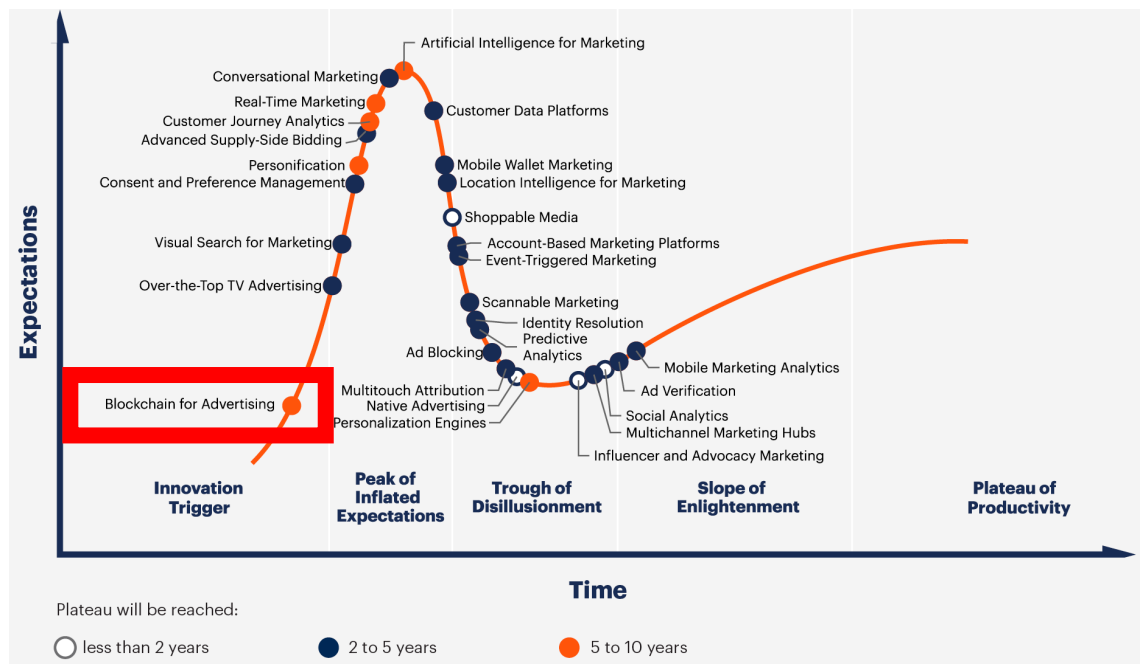 Artificial Intelligence for Marketing
Conversational Marketing
Real-Time Marketing
Customer Journey Analytics
Advanced Supply-Side Bidding
Personification
Consent and Preference Management
Visual Search for Marketing
Over-the-Top TV Advertising
Blockchain for Advertising
Customer Data Platforms
Mobile Wallet Marketing
Location Intelligence for Marketing
Shoppable Media
Account-Based Marketing Platforms
Event-Triggered Marketing
Scannable Marketing
Identity Resolution
Predictive
Analytics
Ad Blocking
Multitouch Attribution
Native Advertising
Personalization Engines
Mobile Marketing Analytics
Ad Verification
Social Analytics
Multichannel Marketing Hubs
Influencer and Advocacy Marketing
Expectations
Innovation
Trigger
Peak of
Inflated
Expectations
Trough of
Disillusionment
Slope of
Enlightenment
Plateau of
Productivity
Time
Plateau will be reached:
less than 2 years
2 to 5 years
5 to 10 years